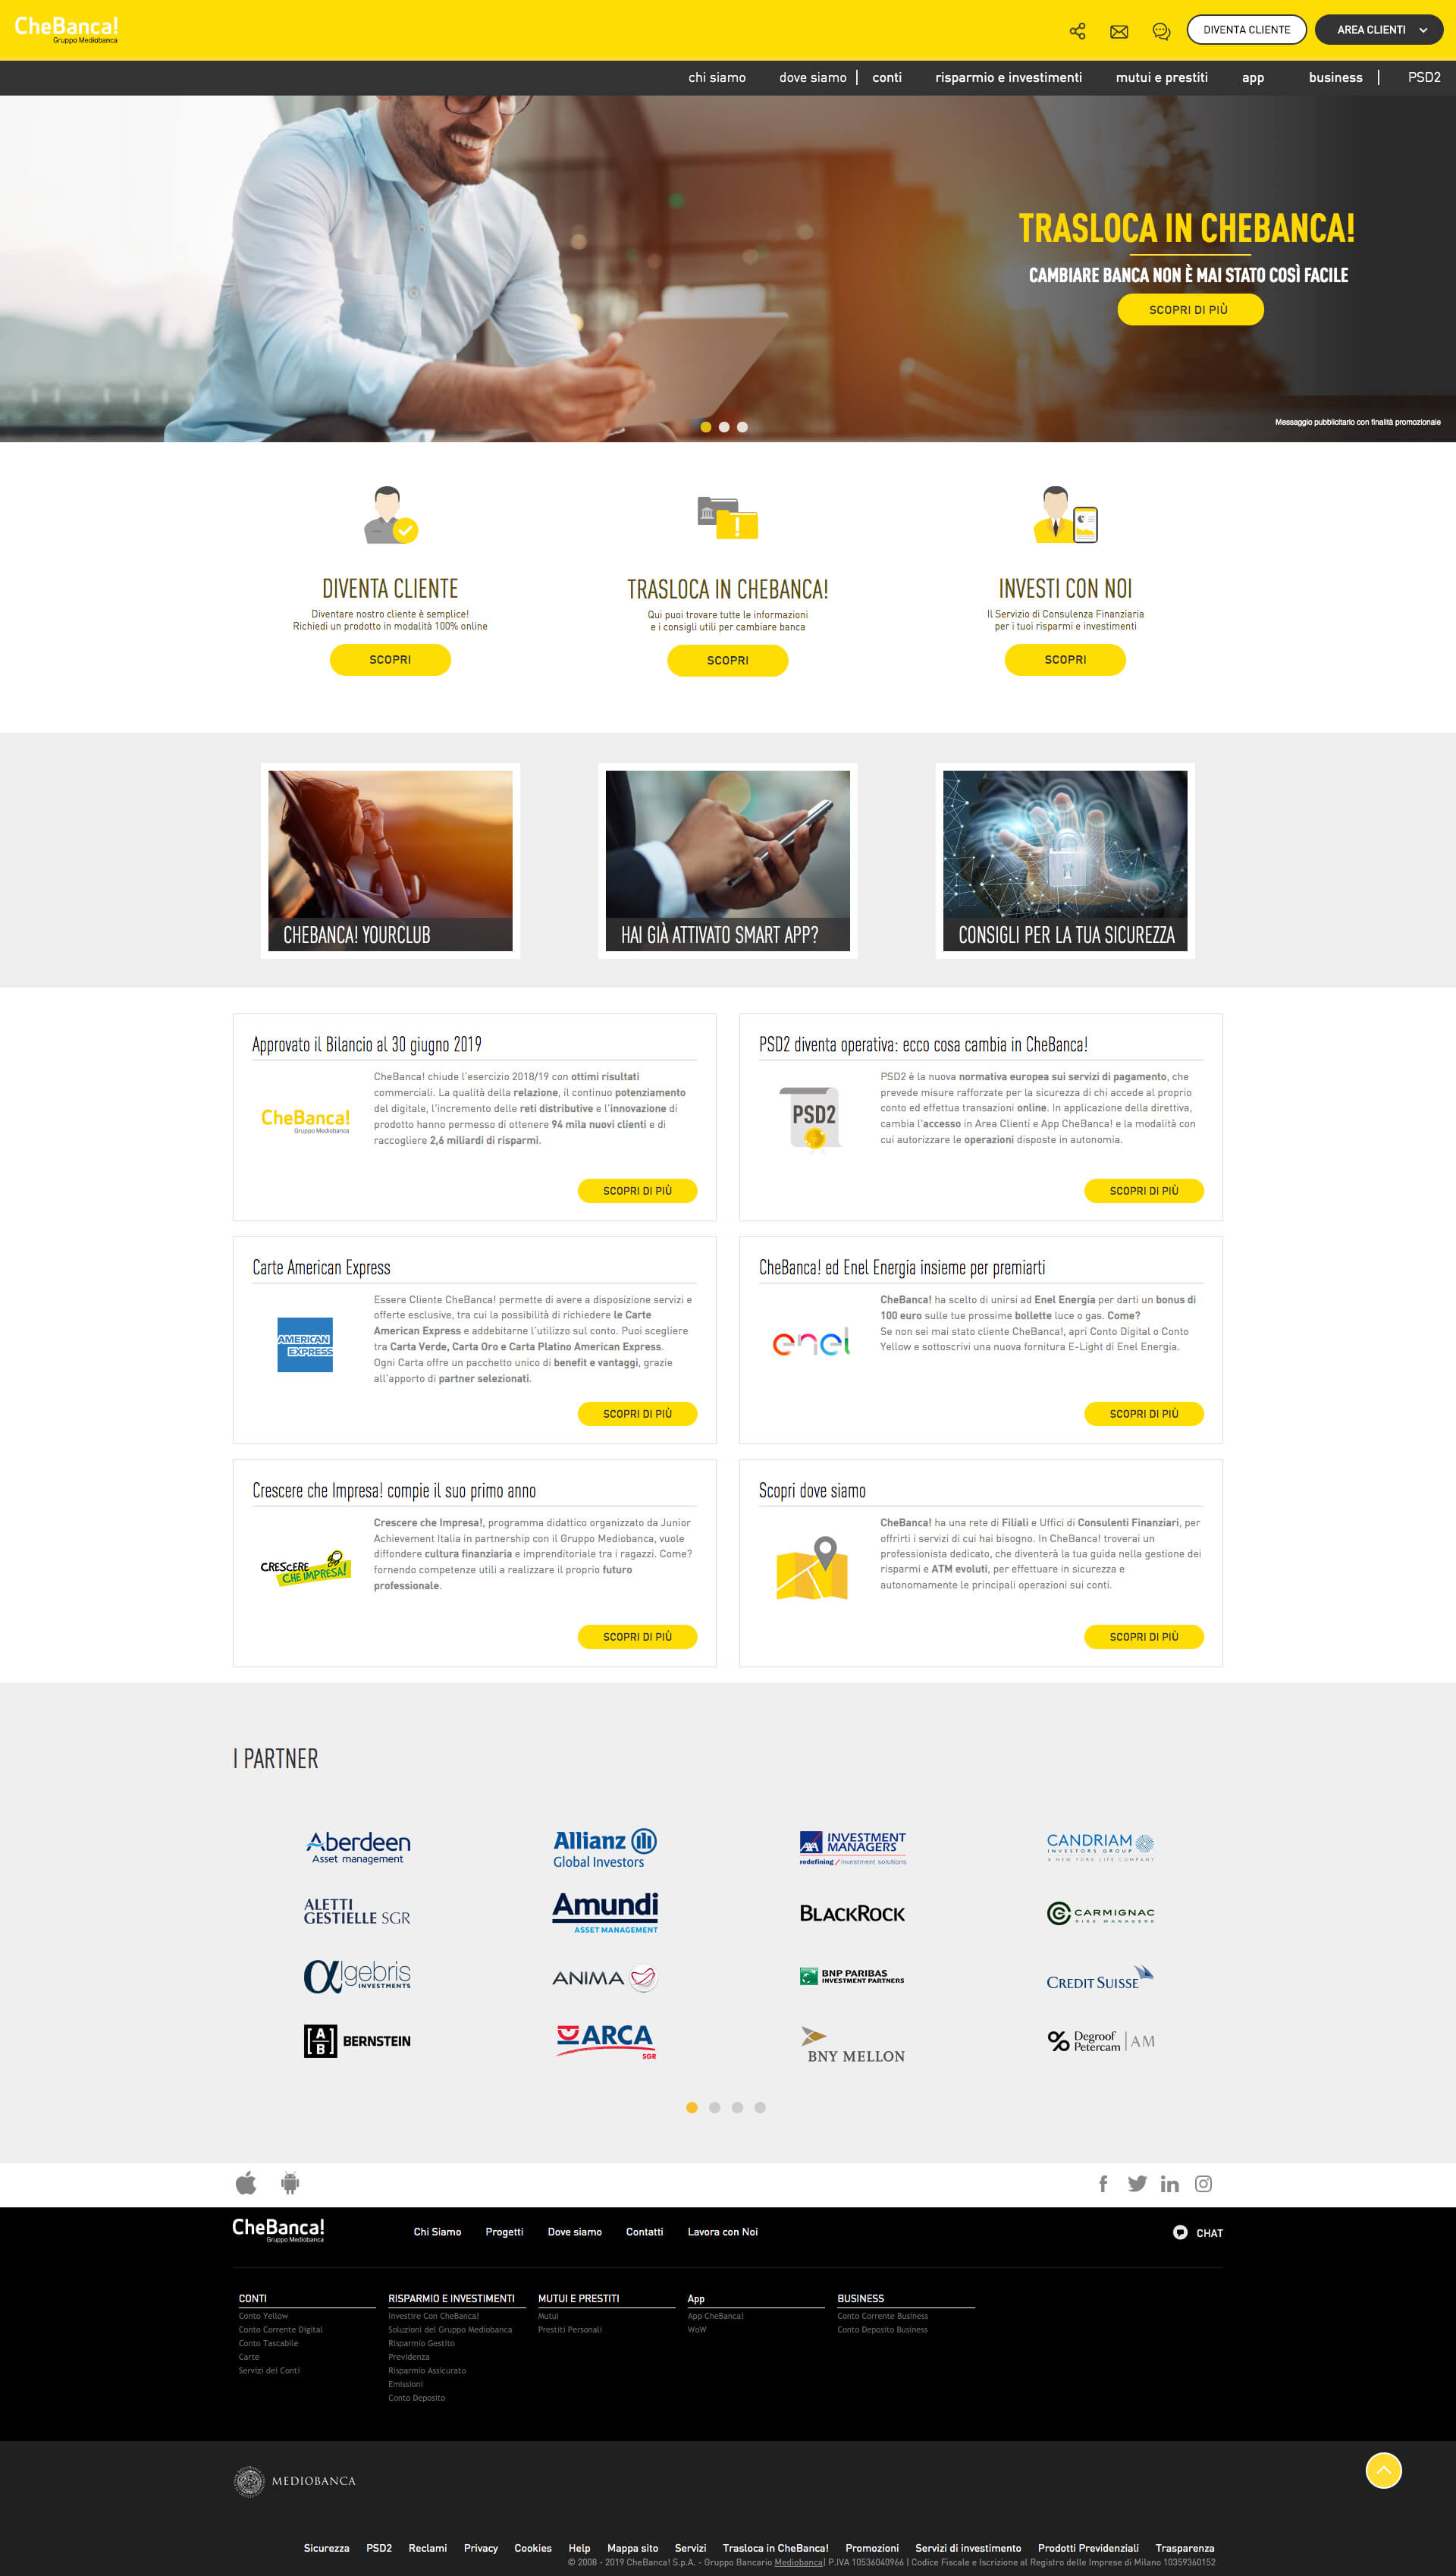 CheBanca!
Gruppo Mediobanca
DIVENTA CLIENTE
AREA CLIENTI
chi siamo
dove siamo
conti
risparmio e investimenti
mutui e prestiti
app
business
PSD2
TRASLOCA IN CHEBANCA!
CAMBIARE BANCA NON È MAI STATO COSÌ FACILE
SCOPRI DI PIÙ
Messaggio pubblicitario con finalità promozionale
DIVENTA CLIENTE
Diventare nostro cliente è semplice!
Richiedi un prodotto in modalità 100% online
SCOPRI
TRASLOCA IN CHEBANCA!
Qui puoi trovare tutte le informazioni
e i consigli utili per cambiare banca
SCOPRI
INVESTI CON NOI
Il Servizio di Consulenza Finanziaria
per i tuoi risparmi e investimenti
SCOPRI
CHEBANCA! YOURCLUB
HAI GIÀ ATTIVATO SMART APP?
CONSIGLI PER LA TUA SICUREZZA
Approvato il Bilancio al 30 giugno 2019
CheBanca!
Gruppo Mediobanca
CheBanca! chiude l'esercizio 2018/19 con ottimi risultati
commerciali. La qualità della relazione, il continuo potenziamento
del digitale, l'incremento delle reti distributive e l'innovazione di
prodotto hanno permesso di ottenere 94 mila nuovi clienti e di
raccogliere 2,6 miliardi di risparmi.
SCOPRI DI PIÙ
PSD2 diventa operativa: ecco cosa cambia in CheBanca!
PSD2
PSD2 è la nuova normativa europea sui servizi di pagamento, che
prevede misure rafforzate per la sicurezza di chi accede al proprio
conto ed effettua transazioni online. In applicazione della direttiva,
cambia l'accesso in Area Clienti e App CheBanca! e la modalità con
cui autorizzare le operazioni disposte in autonomia.
SCOPRI DI PIÙ
Carte American Express
AMERICAN
EXPRESS
Essere Cliente CheBanca! permette di avere a disposizione servizi e
offerte esclusive, tra cui la possibilità di richiedere le Carte
American Express e addebitarne l'utilizzo sul conto. Puoi scegliere
tra Carta Verde, Carta Oro e Carta Platino American Express.
Ogni Carta offre un pacchetto unico di benefit e vantaggi, grazie
all'apporto di partner selezionati.
SCOPRI DI PIÙ
CheBanca! ed Enel Energia insieme per premiarti
enel
CheBanca! ha scelto di unirsi ad Enel Energia per darti un bonus di
100 euro sulle tue prossime bollette luce o gas. Come?
Se non sei mai stato cliente CheBanca!, apri Conto Digital o Conto
Yellow e sottoscrivi una nuova fornitura E-Light di Enel Energia.
SCOPRI DI PIÙ
Crescere che Impresa! compie il suo primo anno
CRESCERE
CHE IMPRESA!
Crescere che Impresa!, programma didattico organizzato da Junior
Achievement Italia in partnership con il Gruppo Mediobanca, vuole
diffondere cultura finanziaria e imprenditoriale tra i ragazzi. Come?
fornendo competenze utili a realizzare il proprio futuro
professionale.
SCOPRI DI PIÙ
Scopri dove siamo
CheBanca! ha una rete di Filiali e Uffici di Consulenti Finanziari, per
offrirti i servizi di cui hai bisogno. In CheBanca! troverai un
professionista dedicato, che diventerà la tua guida nella gestione dei
risparmi e ATM evoluti, per effettuare in sicurezza e
autonomamente le principali operazioni sui conti.
SCOPRI DI PIÙ
I PARTNER
Aberdeen
Asset management
Allianz
Global Investors
AXA INVESTMENT
MANAGERS
redefining / investment solutions
CANDRIAM
INVESTORS GROUP
A NEW YORK LIFE COMPANY
ALETTI
GESTIELLE SGR
Amundi
ASSET MANAGEMENT
BLACKROCK
CARMIGNAC
RISK MANAGERS
αlgebris
INVESTMENTS
ANIMA
BNP PARIBAS
INVESTMENT PARTNERS
CREDIT SUISSE
AB BERNSTEIN
ARCA
SGR
BNY MELLON
Degroof
Petercam AM
CheBanca!
Gruppo Mediobanca
Chi Siamo
Progetti
Dove siamo
Contatti
Lavora con Noi
CHAT
CONTI
Conto Yellow
Conto Corrente Digital
Conto Tascabile
Carte
Servizi dei Conti
RISPARMIO E INVESTIMENTI
Investire Con CheBanca!
Soluzioni del Gruppo Mediobanca
Risparmio Gestito
Previdenza
Risparmio Assicurato
Emissioni
Conto Deposito
MUTUI E PRESTITI
Mutui
Prestiti Personali
App
App CheBanca!
WoW
BUSINESS
Conto Corrente Business
Conto Deposito Business
MEDIOBANCA
Sicurezza
PSD2
Reclami
Privacy
Cookies
Help
Mappa sito
Servizi
Trasloca in CheBanca!
Promozioni
Servizi di investimento
Prodotti Previdenziali
Trasparenza
© 2008 - 2019 CheBanca! S.p.A. - Gruppo Bancario Mediobanca| P.IVA 10536040966 | Codice Fiscale e Iscrizione al Registro delle Imprese di Milano 10359360152